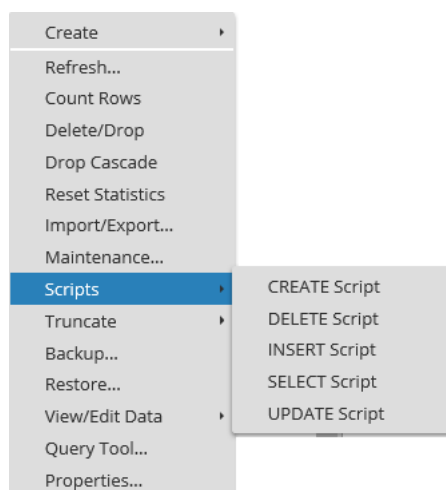 Create
Refresh...
Count Rows
Delete/Drop
Drop Cascade
Reset Statistics
Import/Export...
Maintenance...
Scripts
Truncate
Backup...
Restore...
View/Edit Data
Query Tool...
Properties...
CREATE Script
DELETE Script
INSERT Script
SELECT Script
UPDATE Script